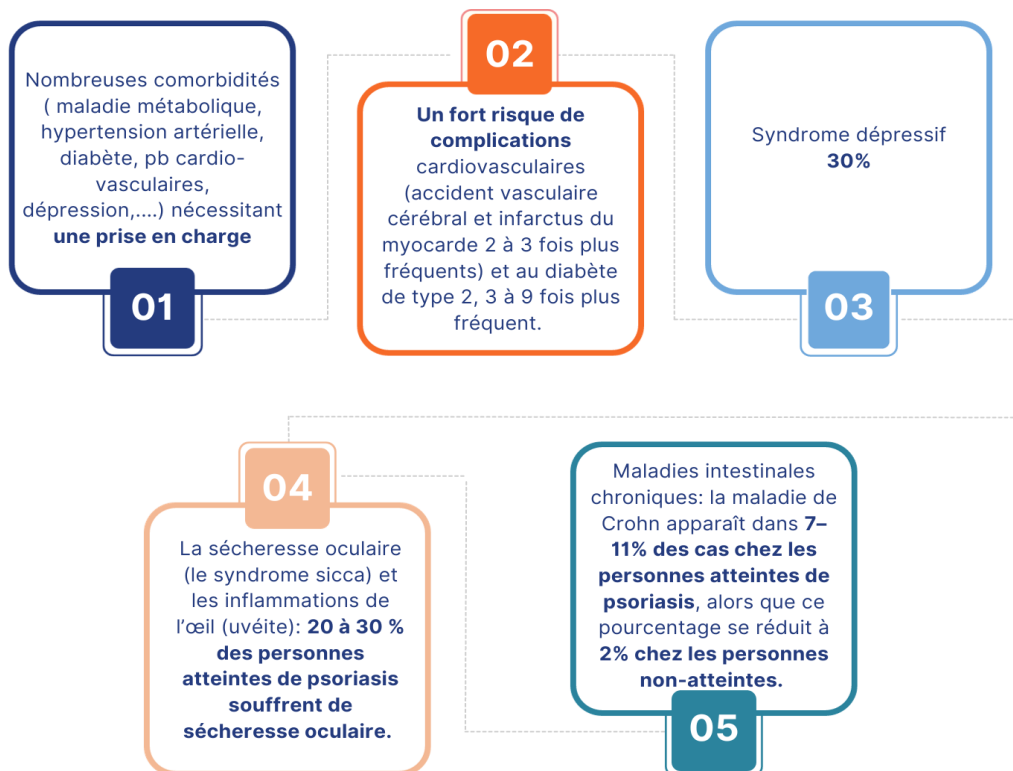 Nombreuses comorbidités
( maladie métabolique,
hypertension artérielle,
diabète, pb cardio-
vasculaires,
dépression,....) nécessitant
une prise en charge
01
02
Un fort risque de
complications
cardiovasculaires
(accident vasculaire
cérébral et infarctus du
myocarde 2 à 3 fois plus
fréquents) et au diabète
de type 2, 3 à 9 fois plus
fréquent.
Syndrome dépressif
30%
03
04
La sécheresse oculaire
(le syndrome sicca) et
les inflammations de
l’œil (uvéite): 20 à 30 %
des personnes
atteintes de psoriasis
souffrent de
sécheresse oculaire.
Maladies intestinales
chroniques: la maladie de
Crohn apparaît dans 7–
11% des cas chez les
personnes atteintes de
psoriasis, alors que ce
pourcentage se réduit à
2% chez les personnes
non-atteintes.
05